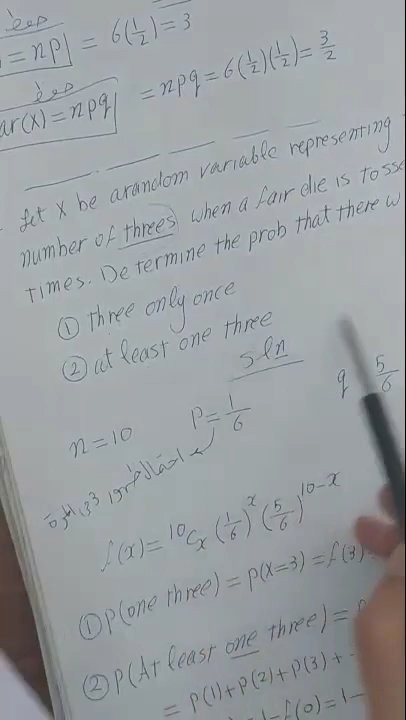 = np = 6(1/2) = 3
ar(X) = npq = npq = 6(1/2)(1/2) = 3/2
Let X be a random variable representing
number of threes when a fair die is tosse
times. Determine the prob that there w
① three only once
② at least one three
sln
n = 10 P = 1/6 q 5/6
f(x) = ¹⁰Cₓ (1/6)^x (5/6)^10-x
① P(one three) = P(X=3) = f(3)
② P(At least one three) =
= P(1) + P(2) + P(3) +
1 - f(0) = 1 -